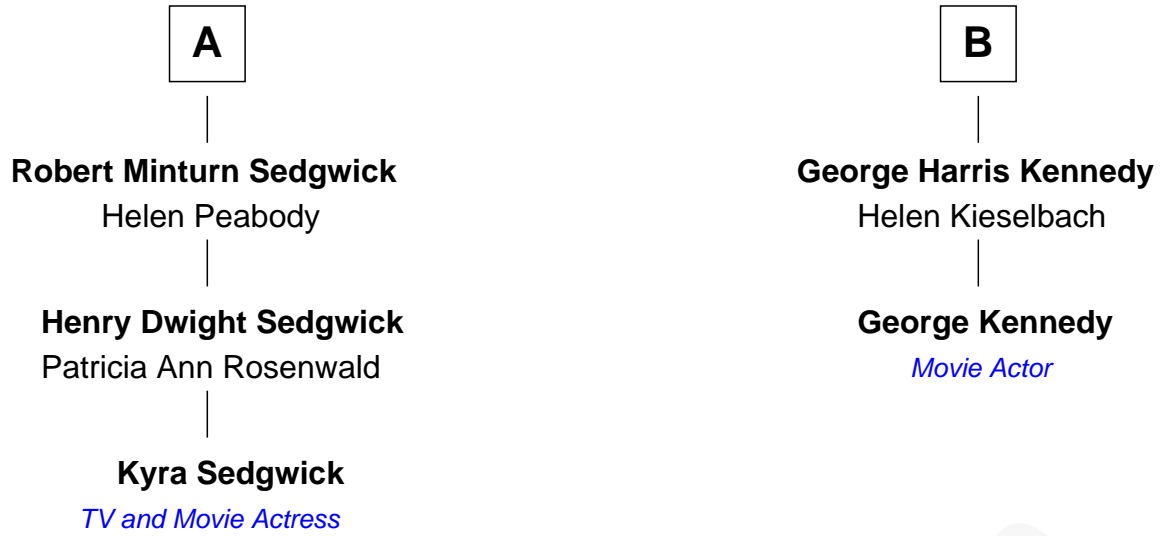 A
Robert Minturn Sedgwick
Helen Peabody
Henry Dwight Sedgwick
Patricia Ann Rosenwald
Kyra Sedgwick
TV and Movie Actress
B
George Harris Kennedy
Helen Kieselbach
George Kennedy
Movie Actor